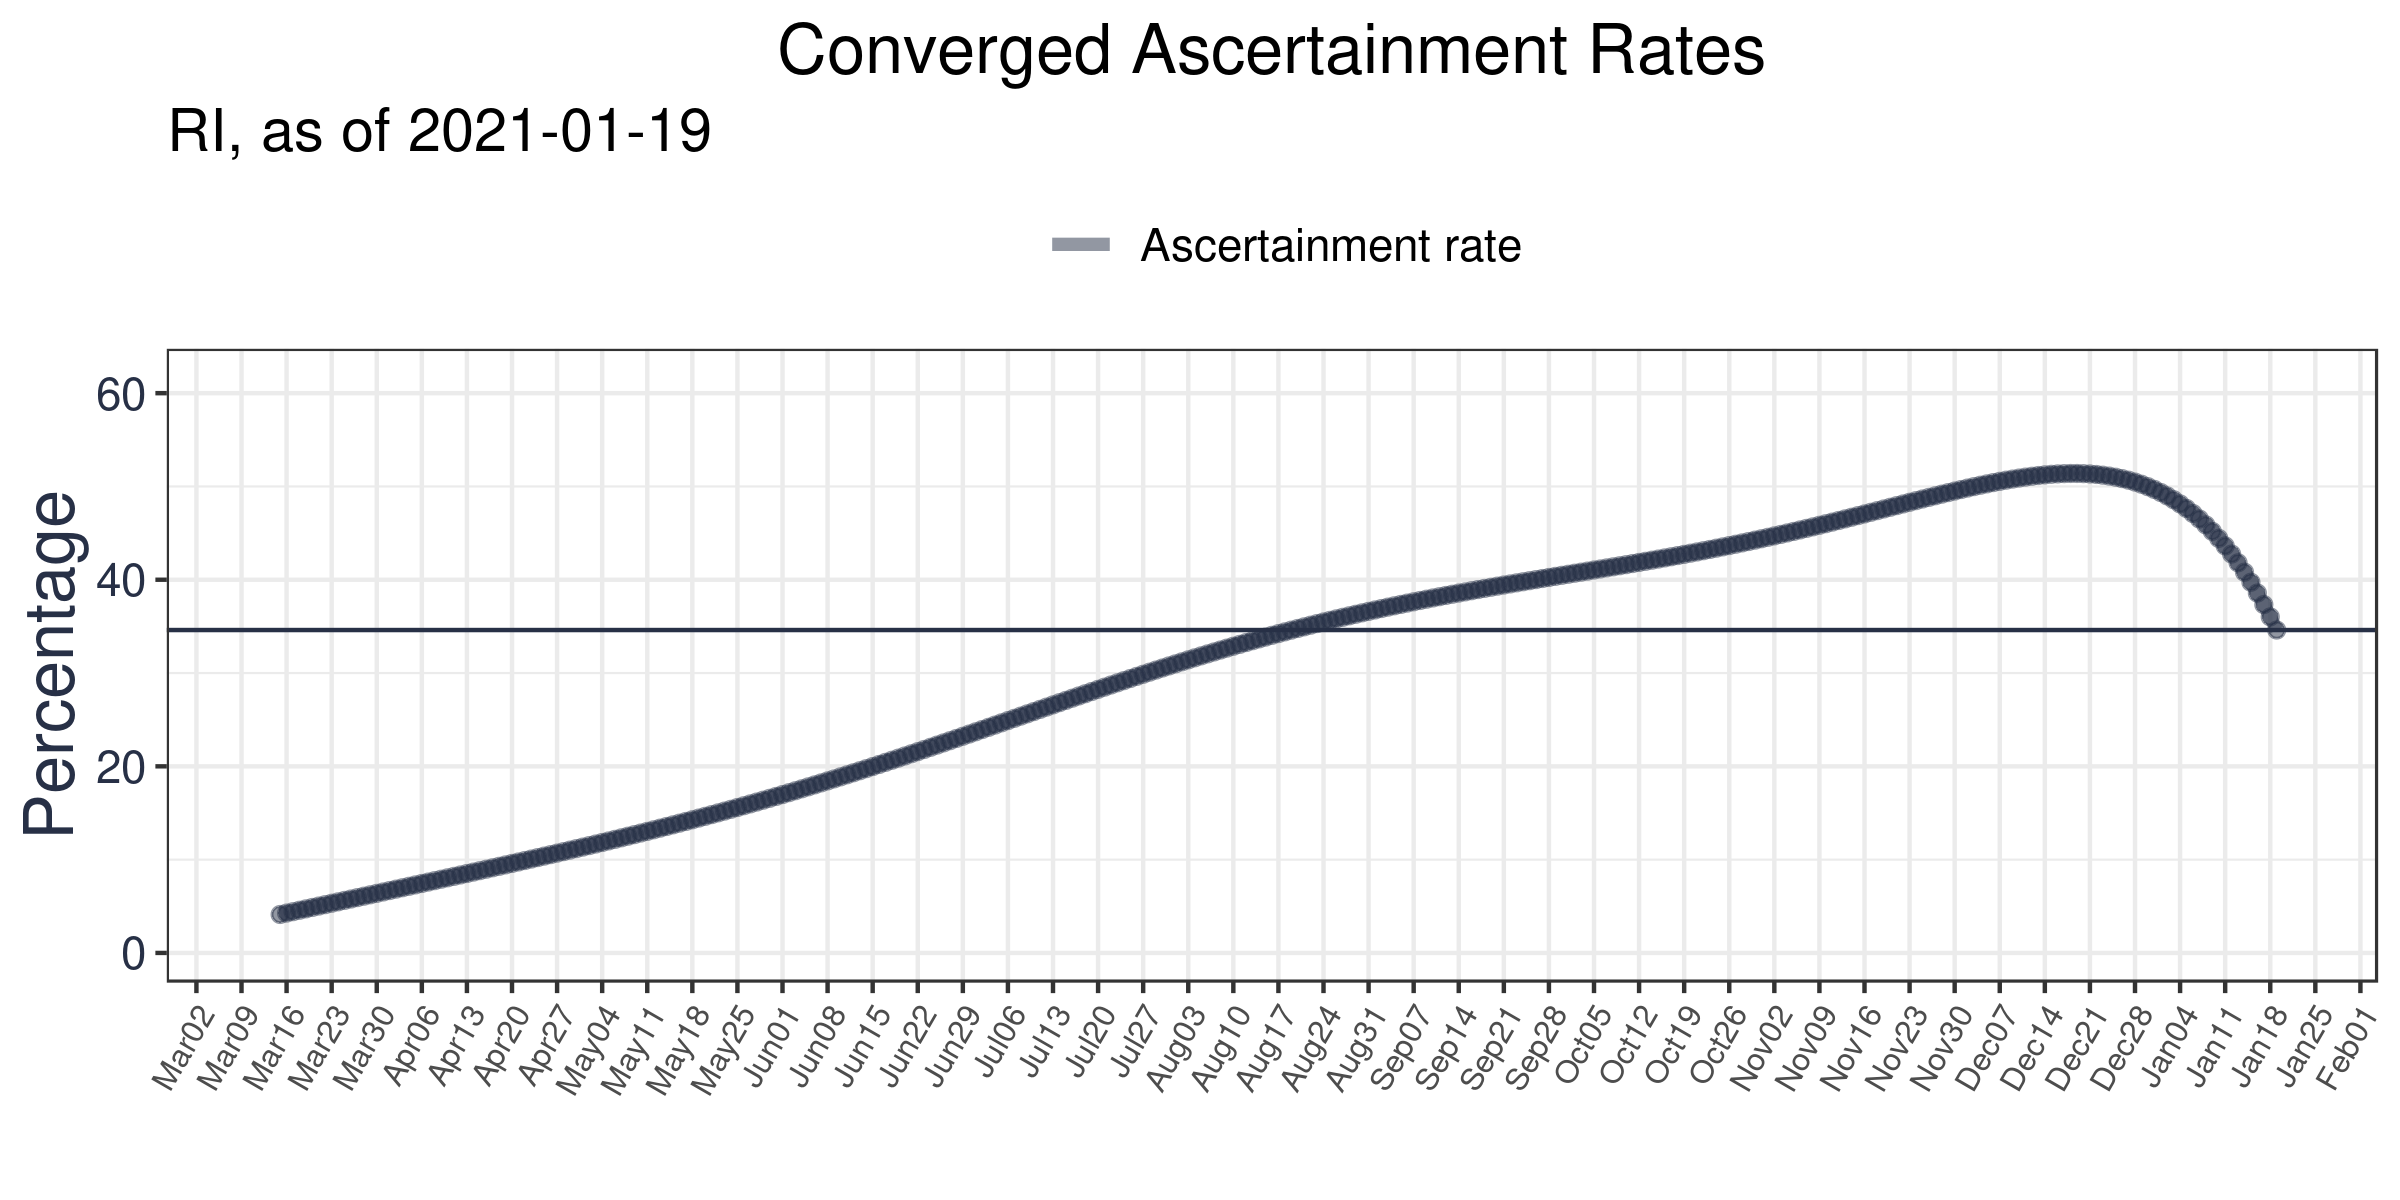 Converged Ascertainment Rates
RI, as of 2021-01-19
Ascertainment rate
Percentage
60
40
20
0
Mar02 Mar09 Mar16 Mar23 Mar30 Apr06 Apr13 Apr20 Apr27 May04 May11 May18 May25 Jun01 Jun08 Jun15 Jun22 Jun29 Jul06 Jul13 Jul20 Jul27 Aug03 Aug10 Aug17 Aug24 Aug31 Sep07 Sep14 Sep21 Sep28 Oct05 Oct12 Oct19 Oct26 Nov02 Nov09 Nov16 Nov23 Nov30 Dec07 Dec14 Dec21 Dec28 Jan04 Jan11 Jan18 Jan25 Feb01